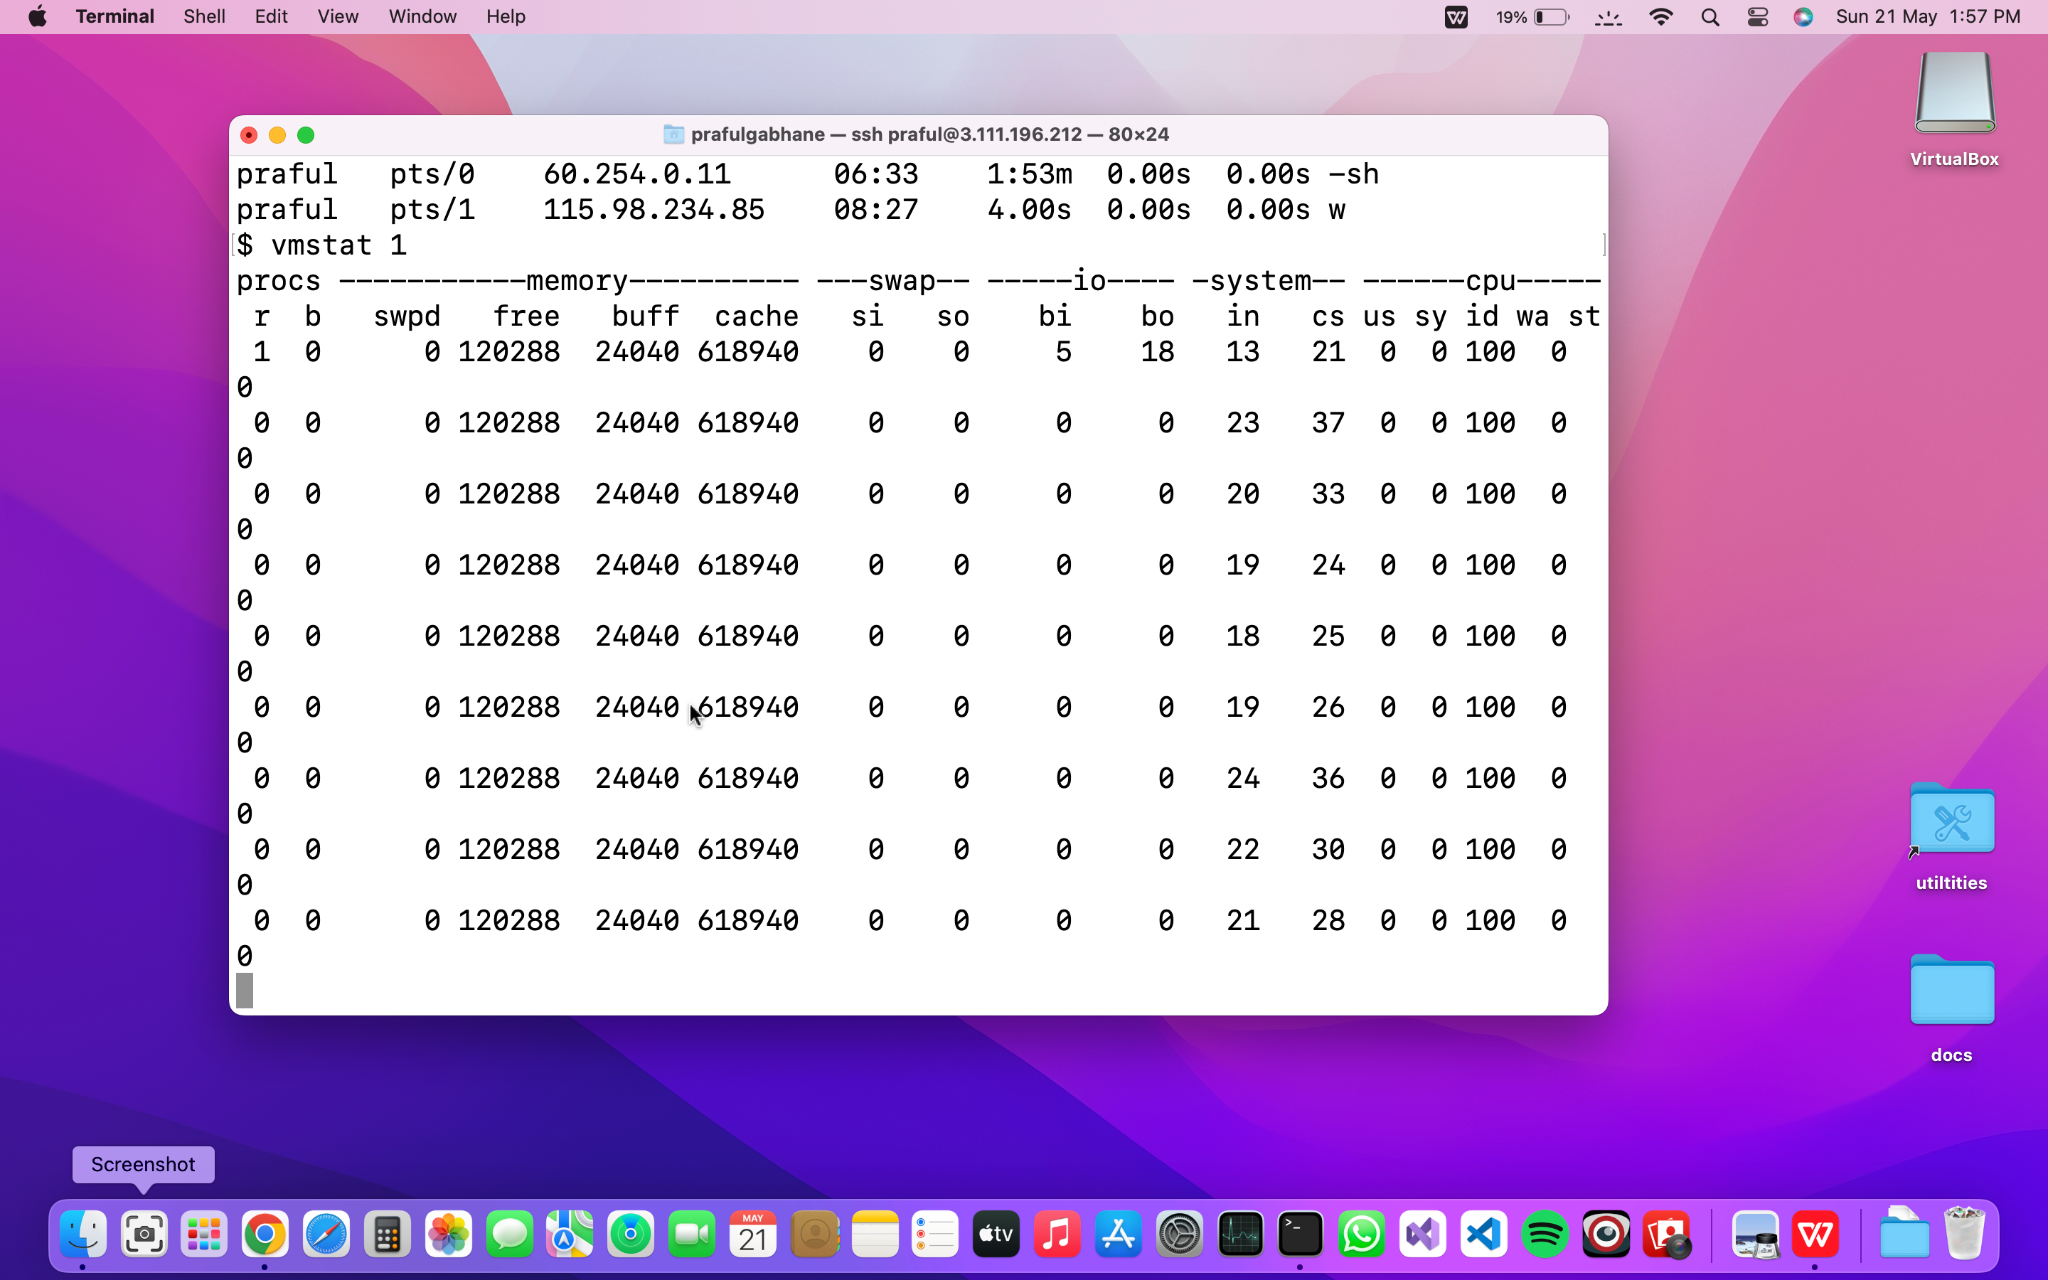 Terminal Shell Edit View Window Help 19% Sun 21 May 1:57 PM
VirtualBox
prafulgabhane — ssh praful@3.111.196.212 — 80×24
praful pts/0 60.254.0.11 06:33 1:53m 0.00s 0.00s -sh
praful pts/1 115.98.234.85 08:27 4.00s 0.00s 0.00s w
[$ vmstat 1 ]
procs -----------memory---------- ---swap-- -----io---- -system-- ------cpu-----
r b swpd free buff cache si so bi bo in cs us sy id wa st
1 0 0 120288 24040 618940 0 0 5 18 13 21 0 0 100 0
0
0 0 0 120288 24040 618940 0 0 0 0 23 37 0 0 100 0
0
0 0 0 120288 24040 618940 0 0 0 0 20 33 0 0 100 0
0
0 0 0 120288 24040 618940 0 0 0 0 19 24 0 0 100 0
0
0 0 0 120288 24040 618940 0 0 0 0 18 25 0 0 100 0
0
0 0 0 120288 24040 618940 0 0 0 0 19 26 0 0 100 0
0
0 0 0 120288 24040 618940 0 0 0 0 24 36 0 0 100 0
0
0 0 0 120288 24040 618940 0 0 0 0 22 30 0 0 100 0
0
0 0 0 120288 24040 618940 0 0 0 0 21 28 0 0 100 0
0
utiltities
docs
Screenshot
MAY
21
tv